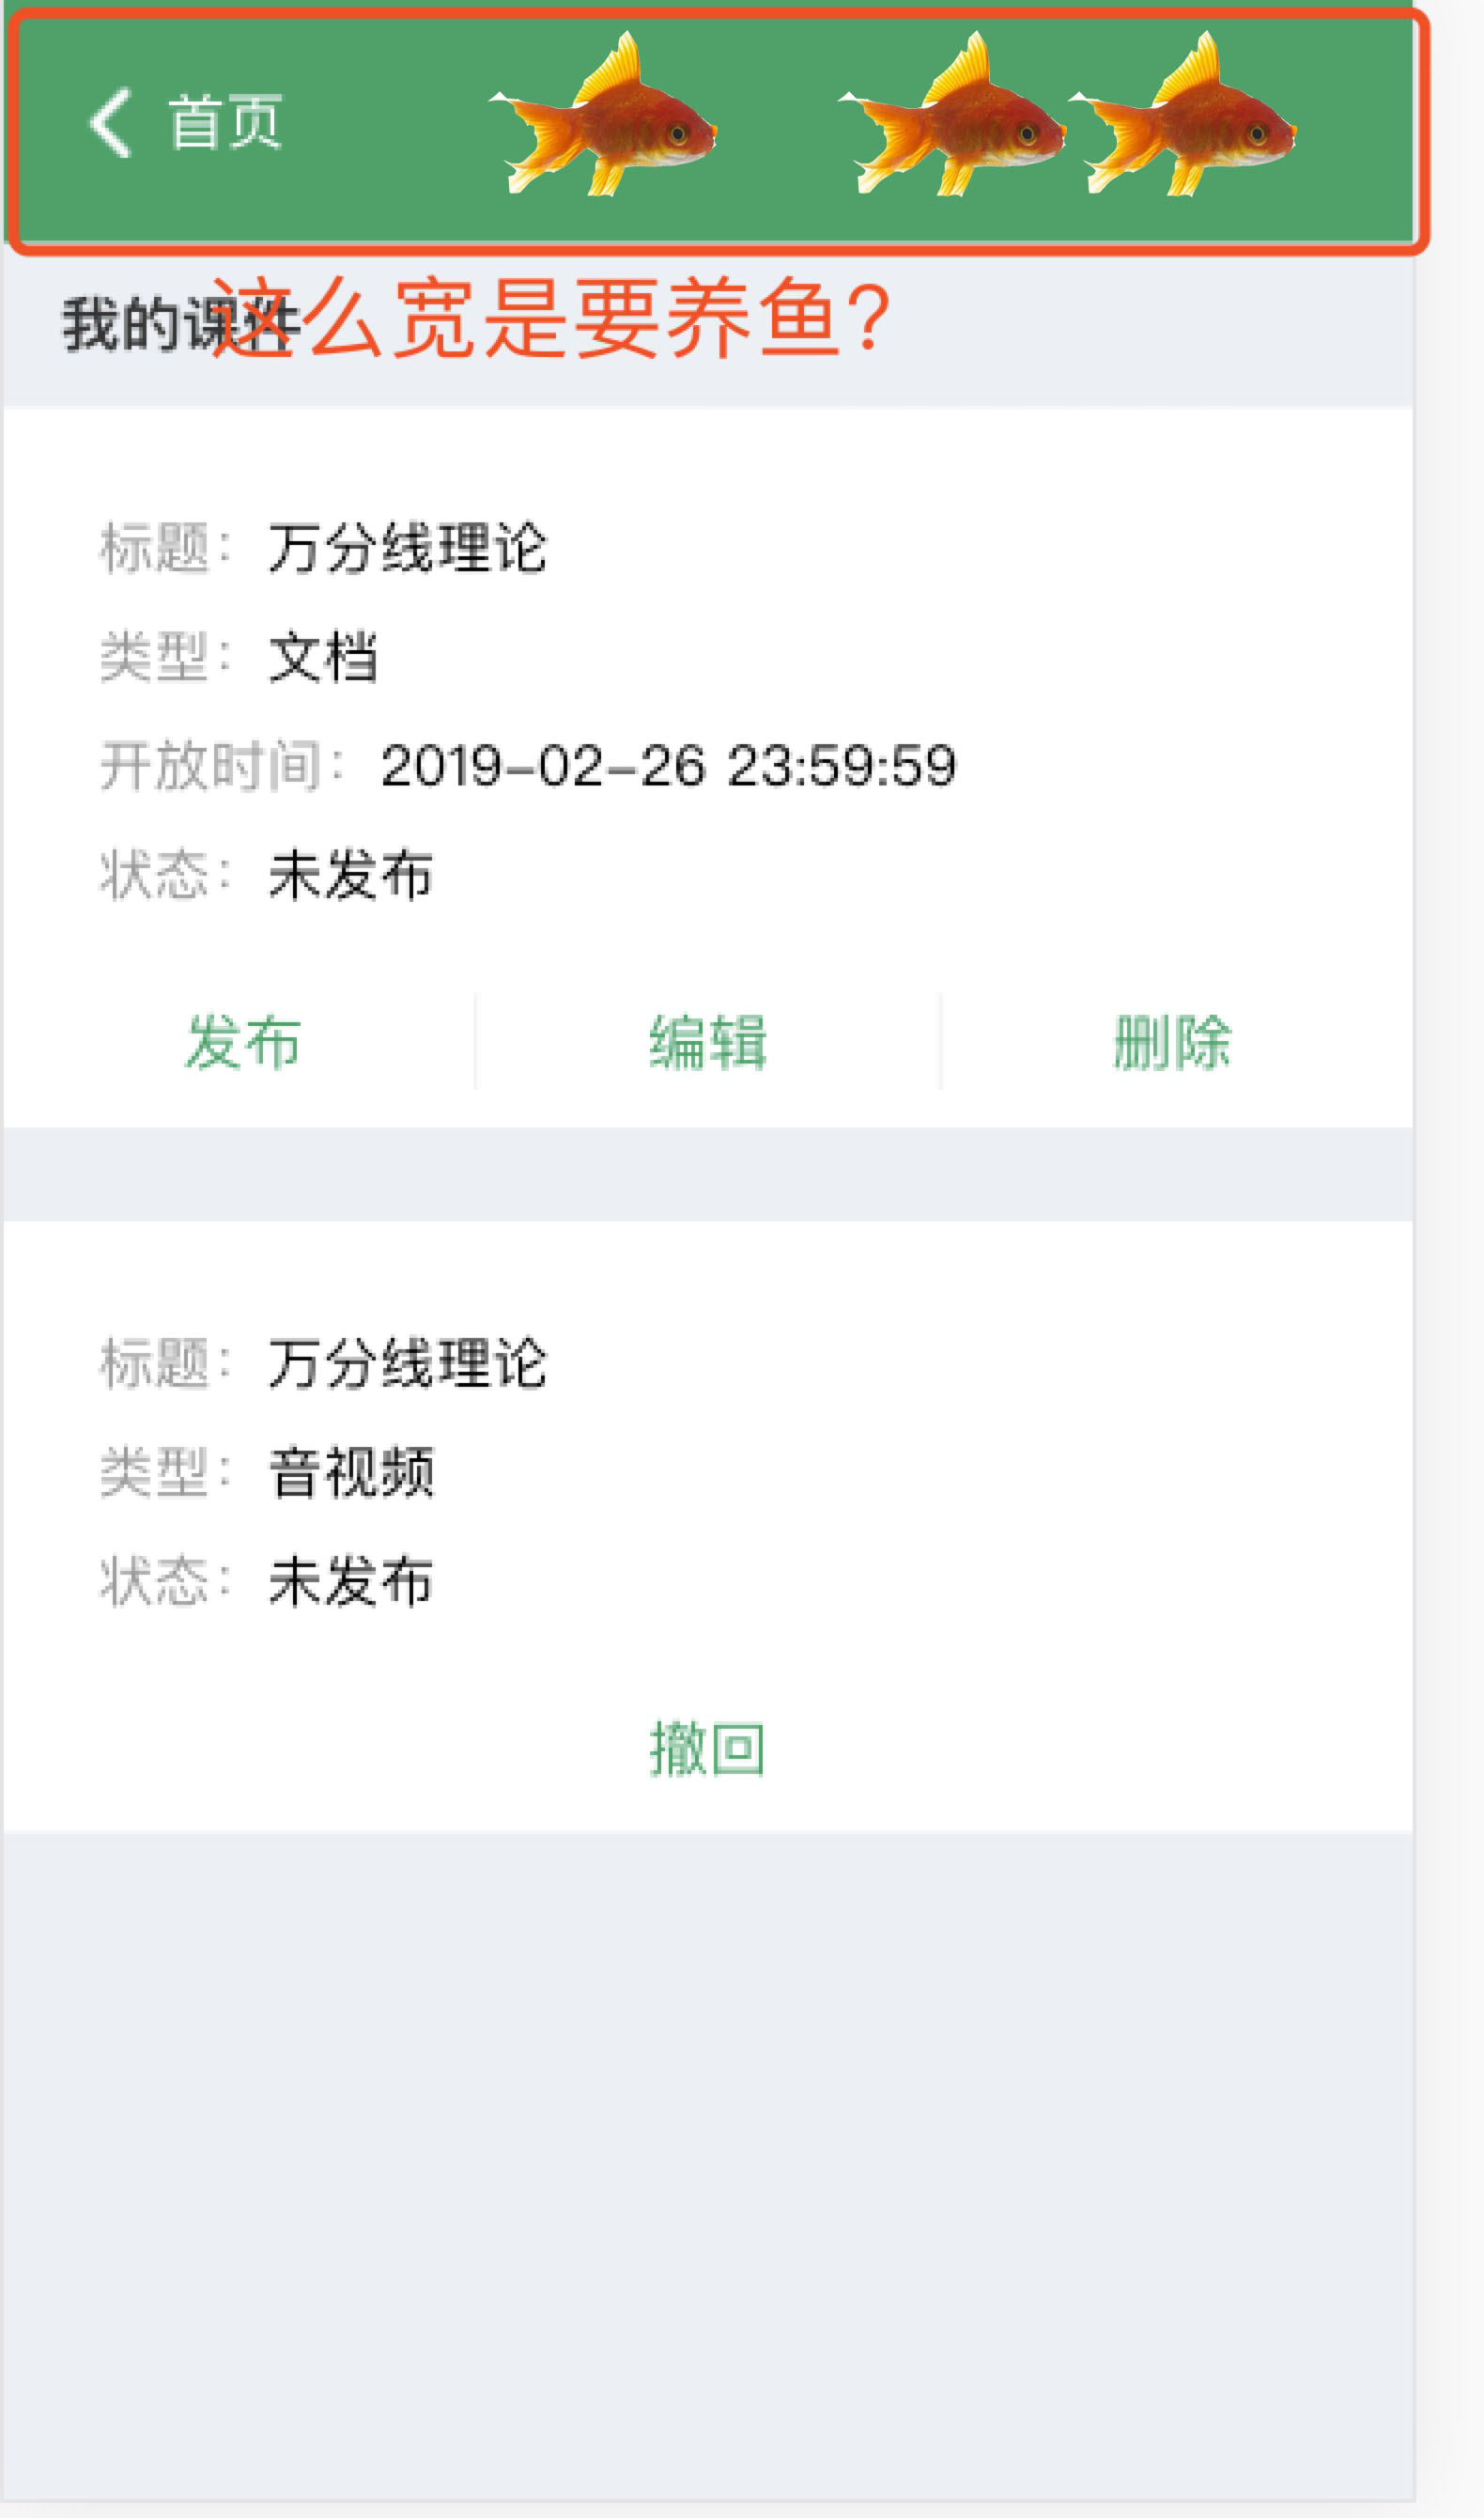 首页
这么宽是要养鱼？
我的课件
标题：万分线理论
类型：文档
开放时间：2019-02-26 23:59:59
状态：未发布
发布 编辑 删除
标题：万分线理论
类型：音视频
状态：未发布
撤回